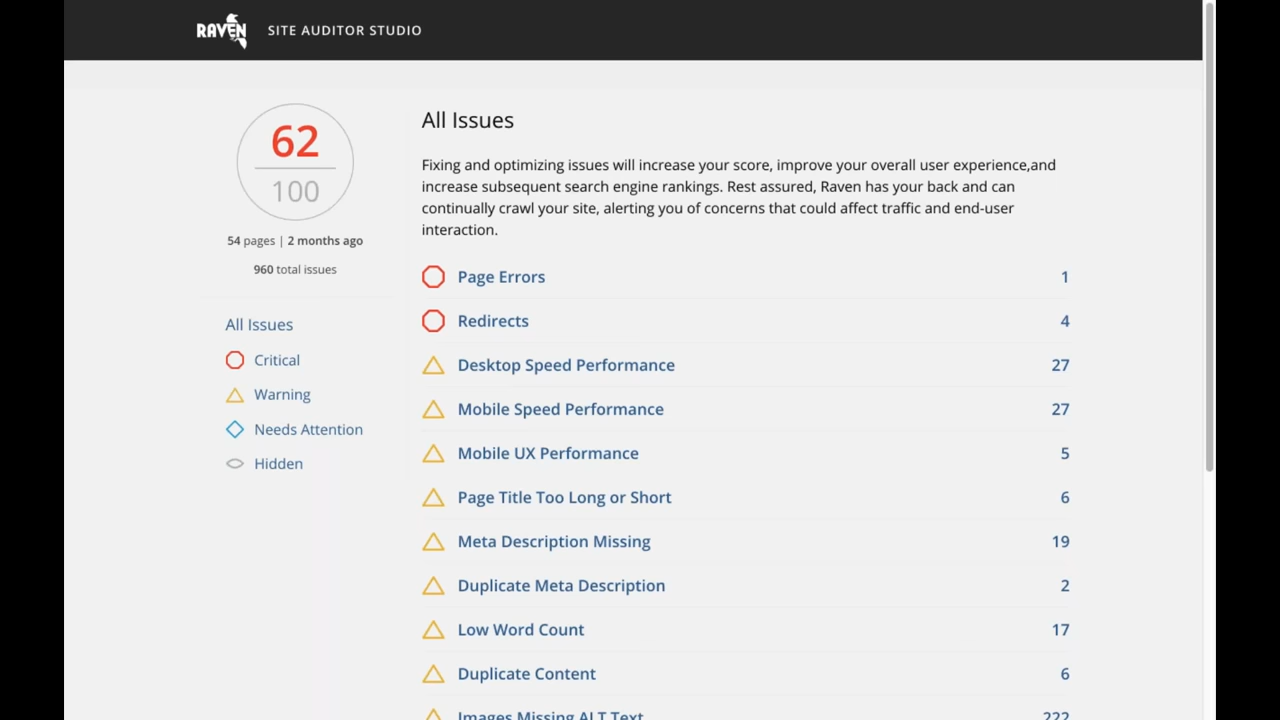 RAVEN SITE AUDITOR STUDIO
62
100
54 pages | 2 months ago
960 total issues
All Issues
Critical
Warning
Needs Attention
Hidden
All Issues
Fixing and optimizing issues will increase your score, improve your overall user experience,and
increase subsequent search engine rankings. Rest assured, Raven has your back and can
continually crawl your site, alerting you of concerns that could affect traffic and end-user
interaction.
Page Errors 1
Redirects 4
Desktop Speed Performance 27
Mobile Speed Performance 27
Mobile UX Performance 5
Page Title Too Long or Short 6
Meta Description Missing 19
Duplicate Meta Description 2
Low Word Count 17
Duplicate Content 6
Images Missing ALT Text 222